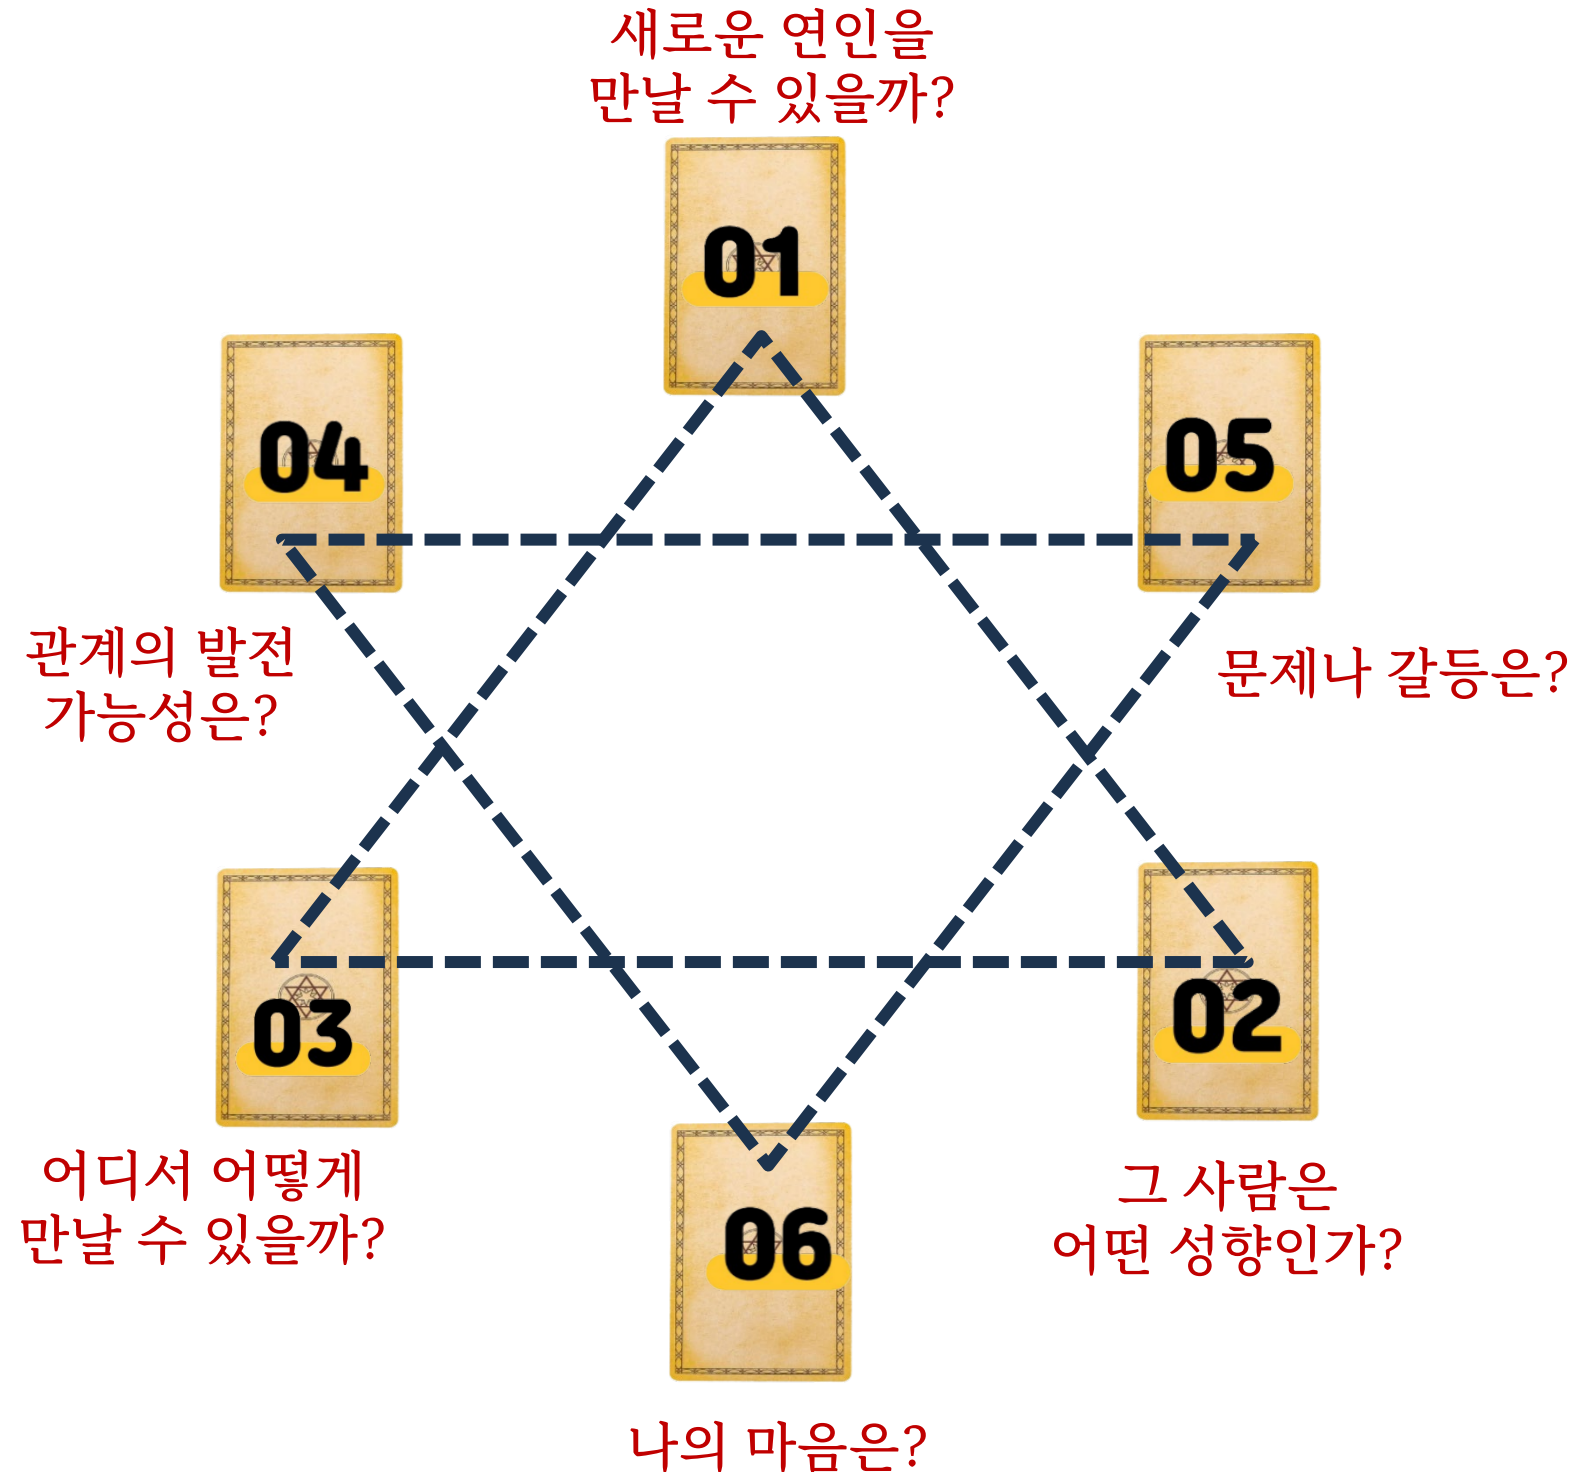 새로운 연인을
만날 수 있을까?
01
04
05
관계의 발전
가능성은?
문제나 갈등은?
03
02
어디서 어떻게
만날 수 있을까?
그 사람은
어떤 성향인가?
06
나의 마음은?